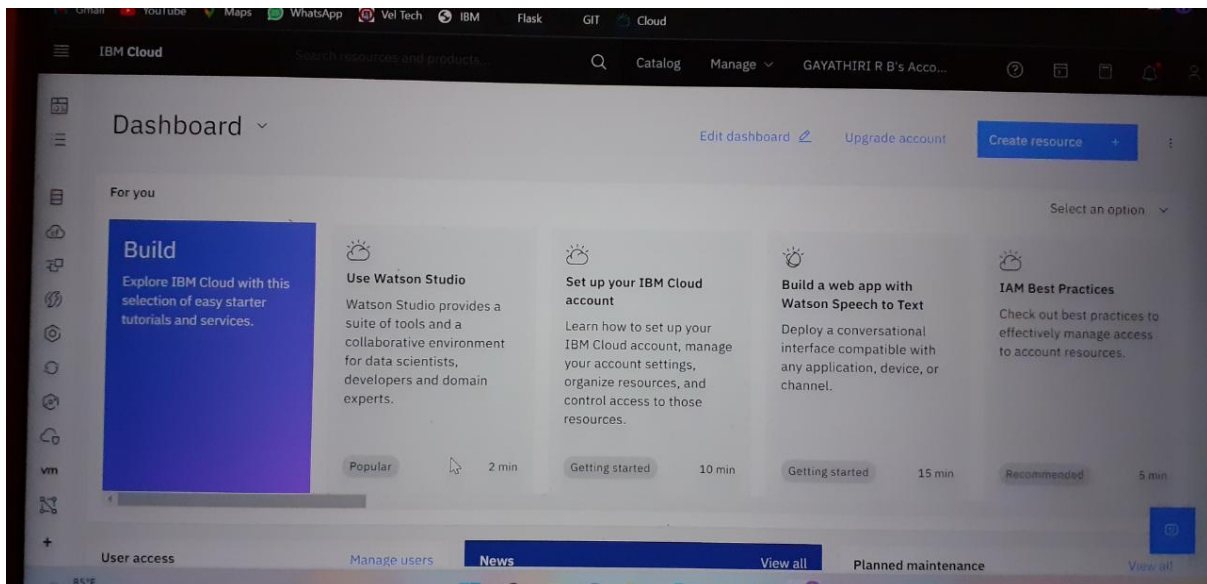 Gmail YouTube Maps WhatsApp Vel Tech IBM Flask GIT Cloud
IBM Cloud Search resources and products... Catalog Manage GAYATHIRI R B's Acco...
Dashboard
Edit dashboard Upgrade account Create resource +
For you
Select an option
Build
Explore IBM Cloud with this
selection of easy starter
tutorials and services.
Use Watson Studio
Watson Studio provides a
suite of tools and a
collaborative environment
for data scientists,
developers and domain
experts.
Popular 2 min
Set up your IBM Cloud
account
Learn how to set up your
IBM Cloud account, manage
your account settings,
organize resources, and
control access to those
resources.
Getting started 10 min
Build a web app with
Watson Speech to Text
Deploy a conversational
interface compatible with
any application, device, or
channel.
Getting started 15 min
IAM Best Practices
Check out best practices to
effectively manage access
to account resources.
Recommended 5 min
vm
+
User access Manage users
News View all
Planned maintenance View all
85°F